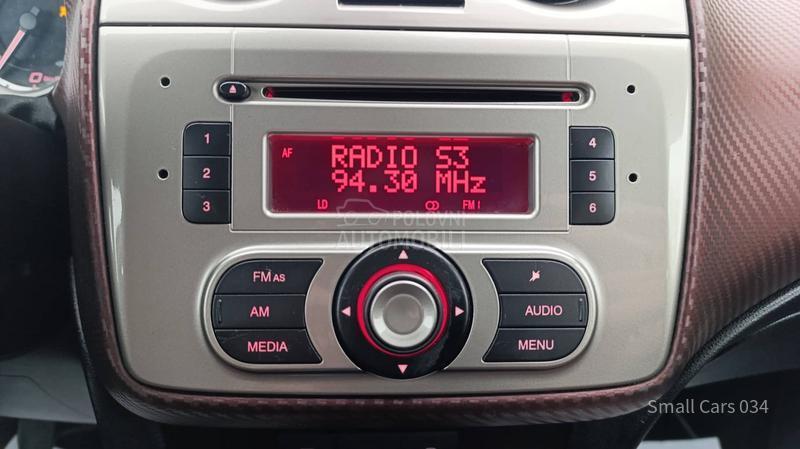 1
2
3
4
5
6
AF
RADIO S3
94.30 MHz
LD
FM1
POLOVNI
AUTOMOBILI
FM AS
AM
MEDIA
AUDIO
MENU
Small Cars 034